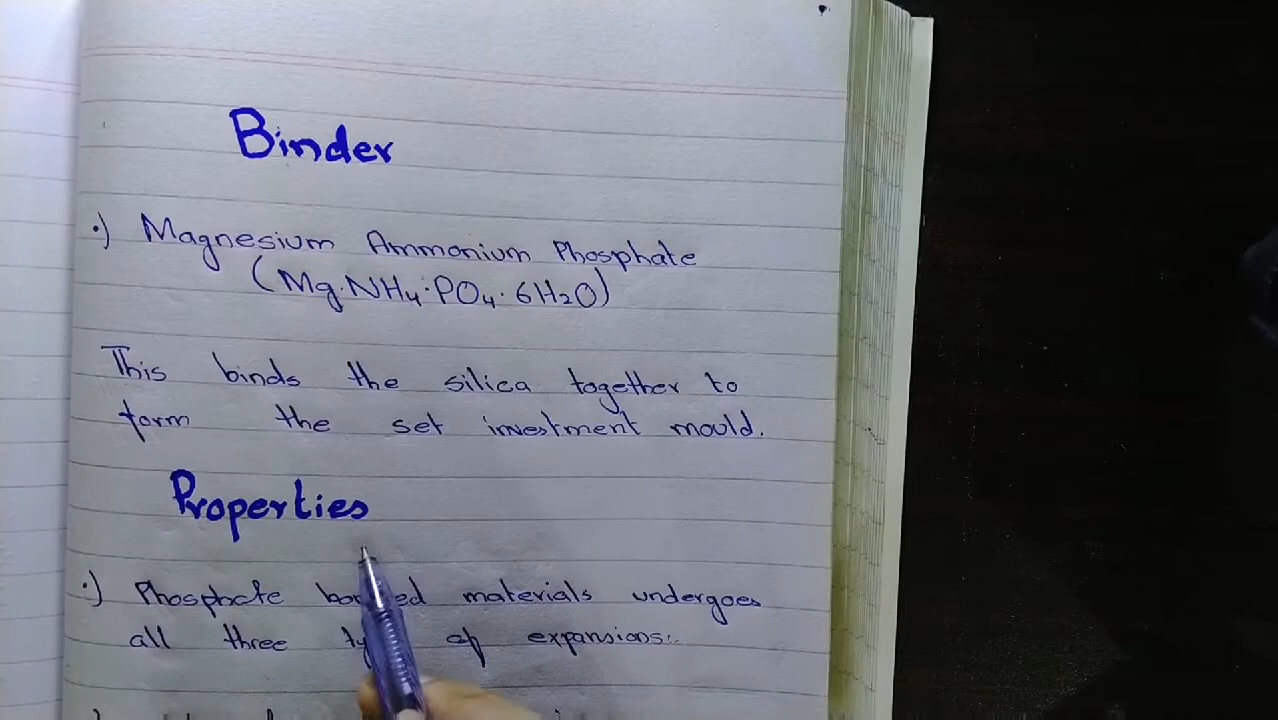 Binder
•) Magnesium Ammonium Phosphate
(Mg.NH4.PO4.6H2O)
This binds the silica together to
form the set investment mould.
Properties
•) Phosphate materials undergoes
all three of expansions: